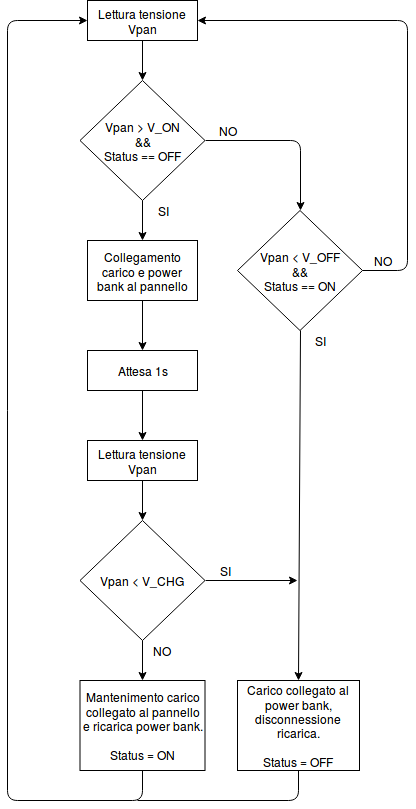 Lettura tensione
Vpan
Vpan > V_ON
&&
Status == OFF
NO
SI
Vpan < V_OFF
&&
Status == ON
NO
SI
Collegamento
carico e power
bank al pannello
Attesa 1s
Lettura tensione
Vpan
Vpan < V_CHG
SI
NO
Mantenimento carico
collegato al pannello
e ricarica power bank.
Status = ON
Carico collegato al
power bank,
disconnessione
ricarica.
Status = OFF